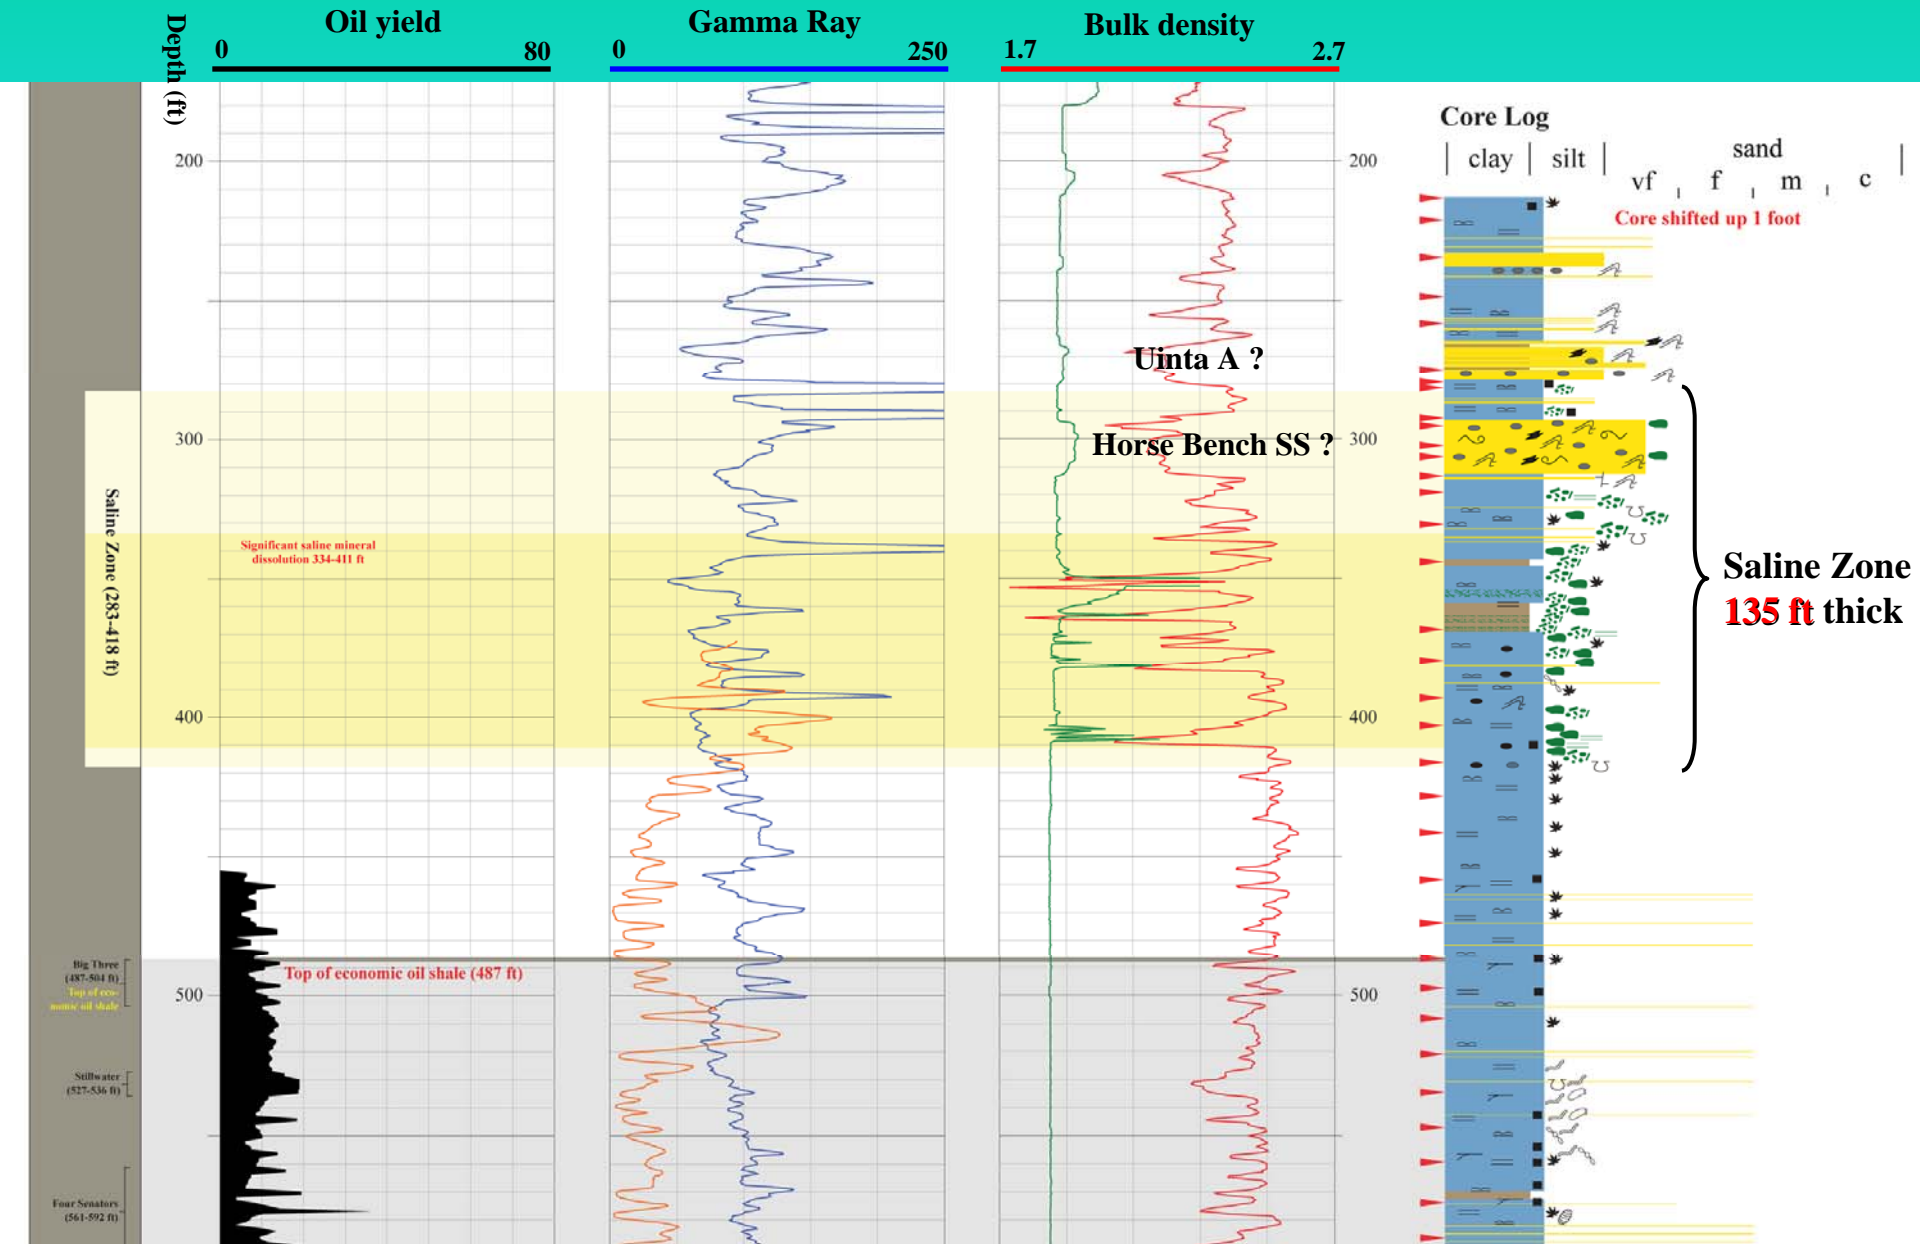 Depth (ft)
Oil yield
0 80
Gamma Ray
0 250
Bulk density
1.7 2.7
Core Log
clay silt sand
vf f m c
Core shifted up 1 foot
200 200
Uinta A ?
300 Horse Bench SS ? 300
Saline Zone (283-418 ft)
Significant saline mineral
dissolution 334-411 ft
Saline Zone
135 ft thick
400 400
Big Three
(487-504 ft)
Top of eco-
nomic oil shale
Top of economic oil shale (487 ft)
500 500
Stillwater
(527-536 ft)
Four Senators
(561-592 ft)